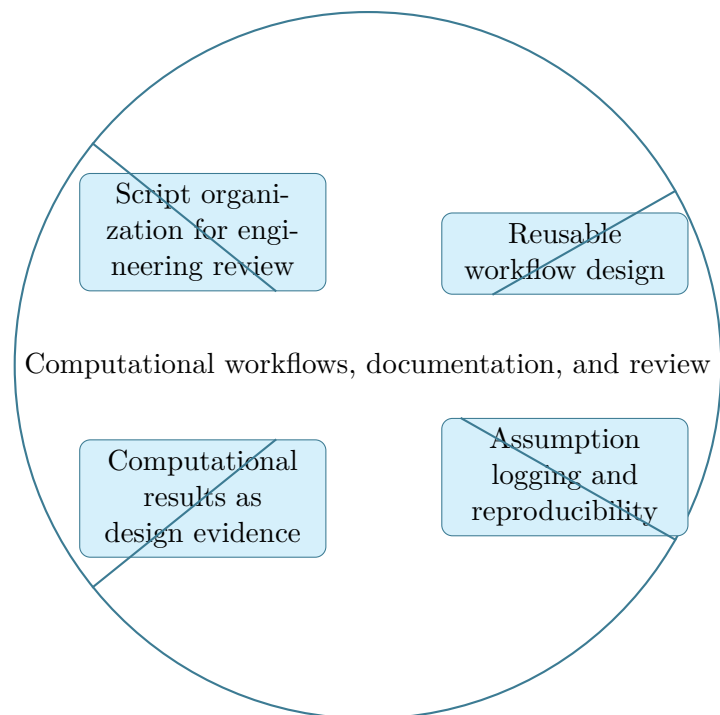 Script organi-
zation for engi-
neering review
Reusable
workflow design
Computational workflows, documentation, and review
Computational
results as
design evidence
Assumption
logging and
reproducibility